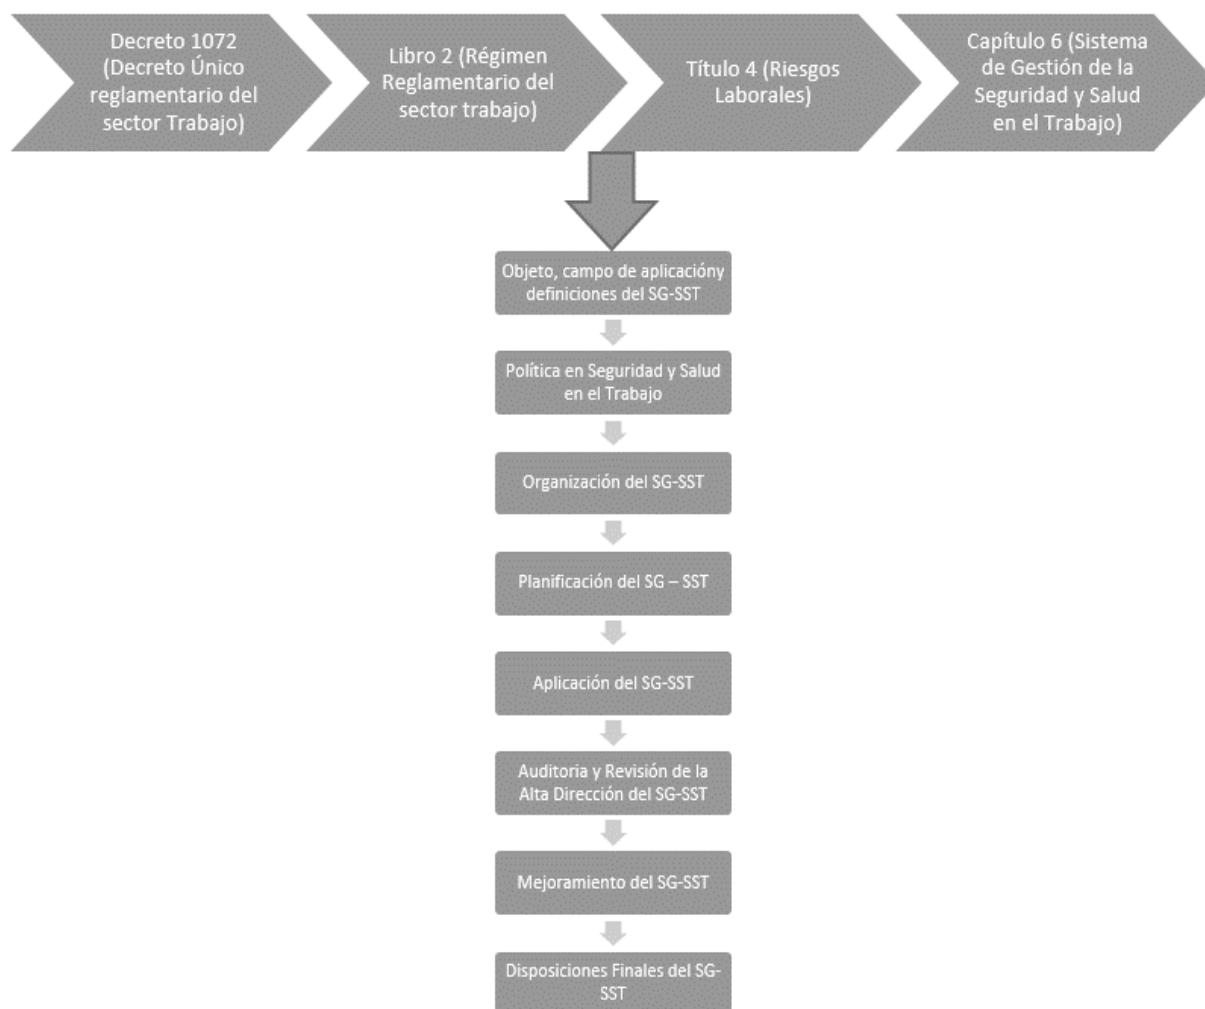 Decreto 1072
(Decreto Único
reglamentario del
sector Trabajo)
Libro 2 (Régimen
Reglamentario del
sector trabajo)
Título 4 (Riesgos
Laborales)
Capítulo 6 (Sistema
de Gestión de la
Seguridad y Salud
en el Trabajo)
Objeto, campo de aplicacióny
definiciones del SG-SST
Política en Seguridad y Salud
en el Trabajo
Organización del SG-SST
Planificación del SG – SST
Aplicación del SG-SST
Auditoria y Revisión de la
Alta Dirección del SG-SST
Mejoramiento del SG-SST
Disposiciones Finales del SG-
SST